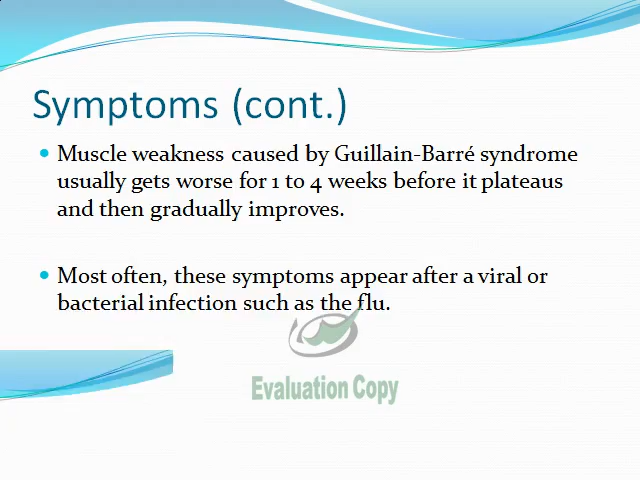 Symptoms (cont.)
Muscle weakness caused by Guillain-Barré syndrome
usually gets worse for 1 to 4 weeks before it plateaus
and then gradually improves.
Most often, these symptoms appear after a viral or
bacterial infection such as the flu.
Evaluation Copy